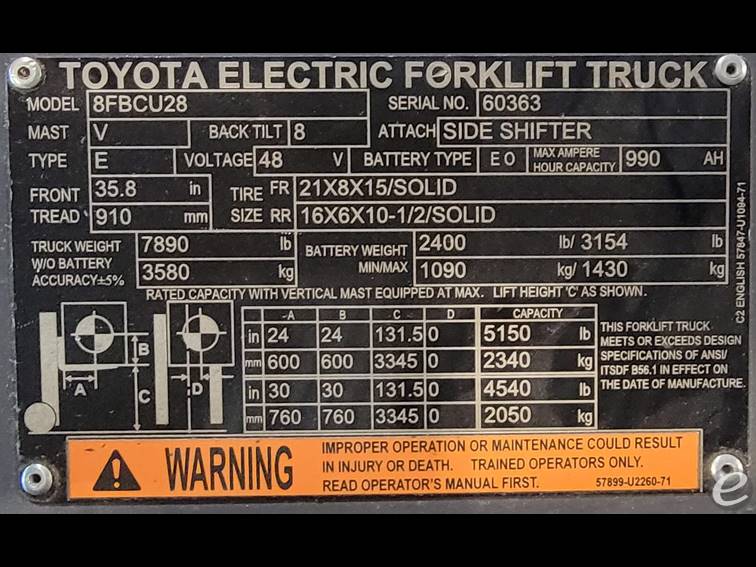 TOYOTA ELECTRIC FORKLIFT TRUCK
MODEL 8FBCU28 SERIAL NO. 60363
MAST V BACK TILT 8 ATTACH SIDE SHIFTER
TYPE E VOLTAGE 48 V BATTERY TYPE E O MAX AMPERE HOUR CAPACITY 990 AH
FRONT TREAD 35.8 in TIRE SIZE FR 21X8X15/SOLID
910 mm RR 16X6X10-1/2/SOLID
TRUCK WEIGHT W/O BATTERY ACCURACY±5% 7890 lb BATTERY WEIGHT MIN/MAX 2400 lb/ 3154 lb
3580 kg 1090 kg/ 1430 kg
RATED CAPACITY WITH VERTICAL MAST EQUIPPED AT MAX. LIFT HEIGHT 'C' AS SHOWN.
A B C D CAPACITY
in 24 24 131.5 0 5150 lb
mm 600 600 3345 0 2340 kg
in 30 30 131.5 0 4540 lb
mm 760 760 3345 0 2050 kg
B
A
C
D
THIS FORKLIFT TRUCK
MEETS OR EXCEEDS DESIGN
SPECIFICATIONS OF ANSI/
ITSDF B56.1 IN EFFECT ON
THE DATE OF MANUFACTURE.
C2 ENGLISH 57847-U1094-71
WARNING
IMPROPER OPERATION OR MAINTENANCE COULD RESULT
IN INJURY OR DEATH. TRAINED OPERATORS ONLY.
READ OPERATOR'S MANUAL FIRST. 57899-U2260-71
e